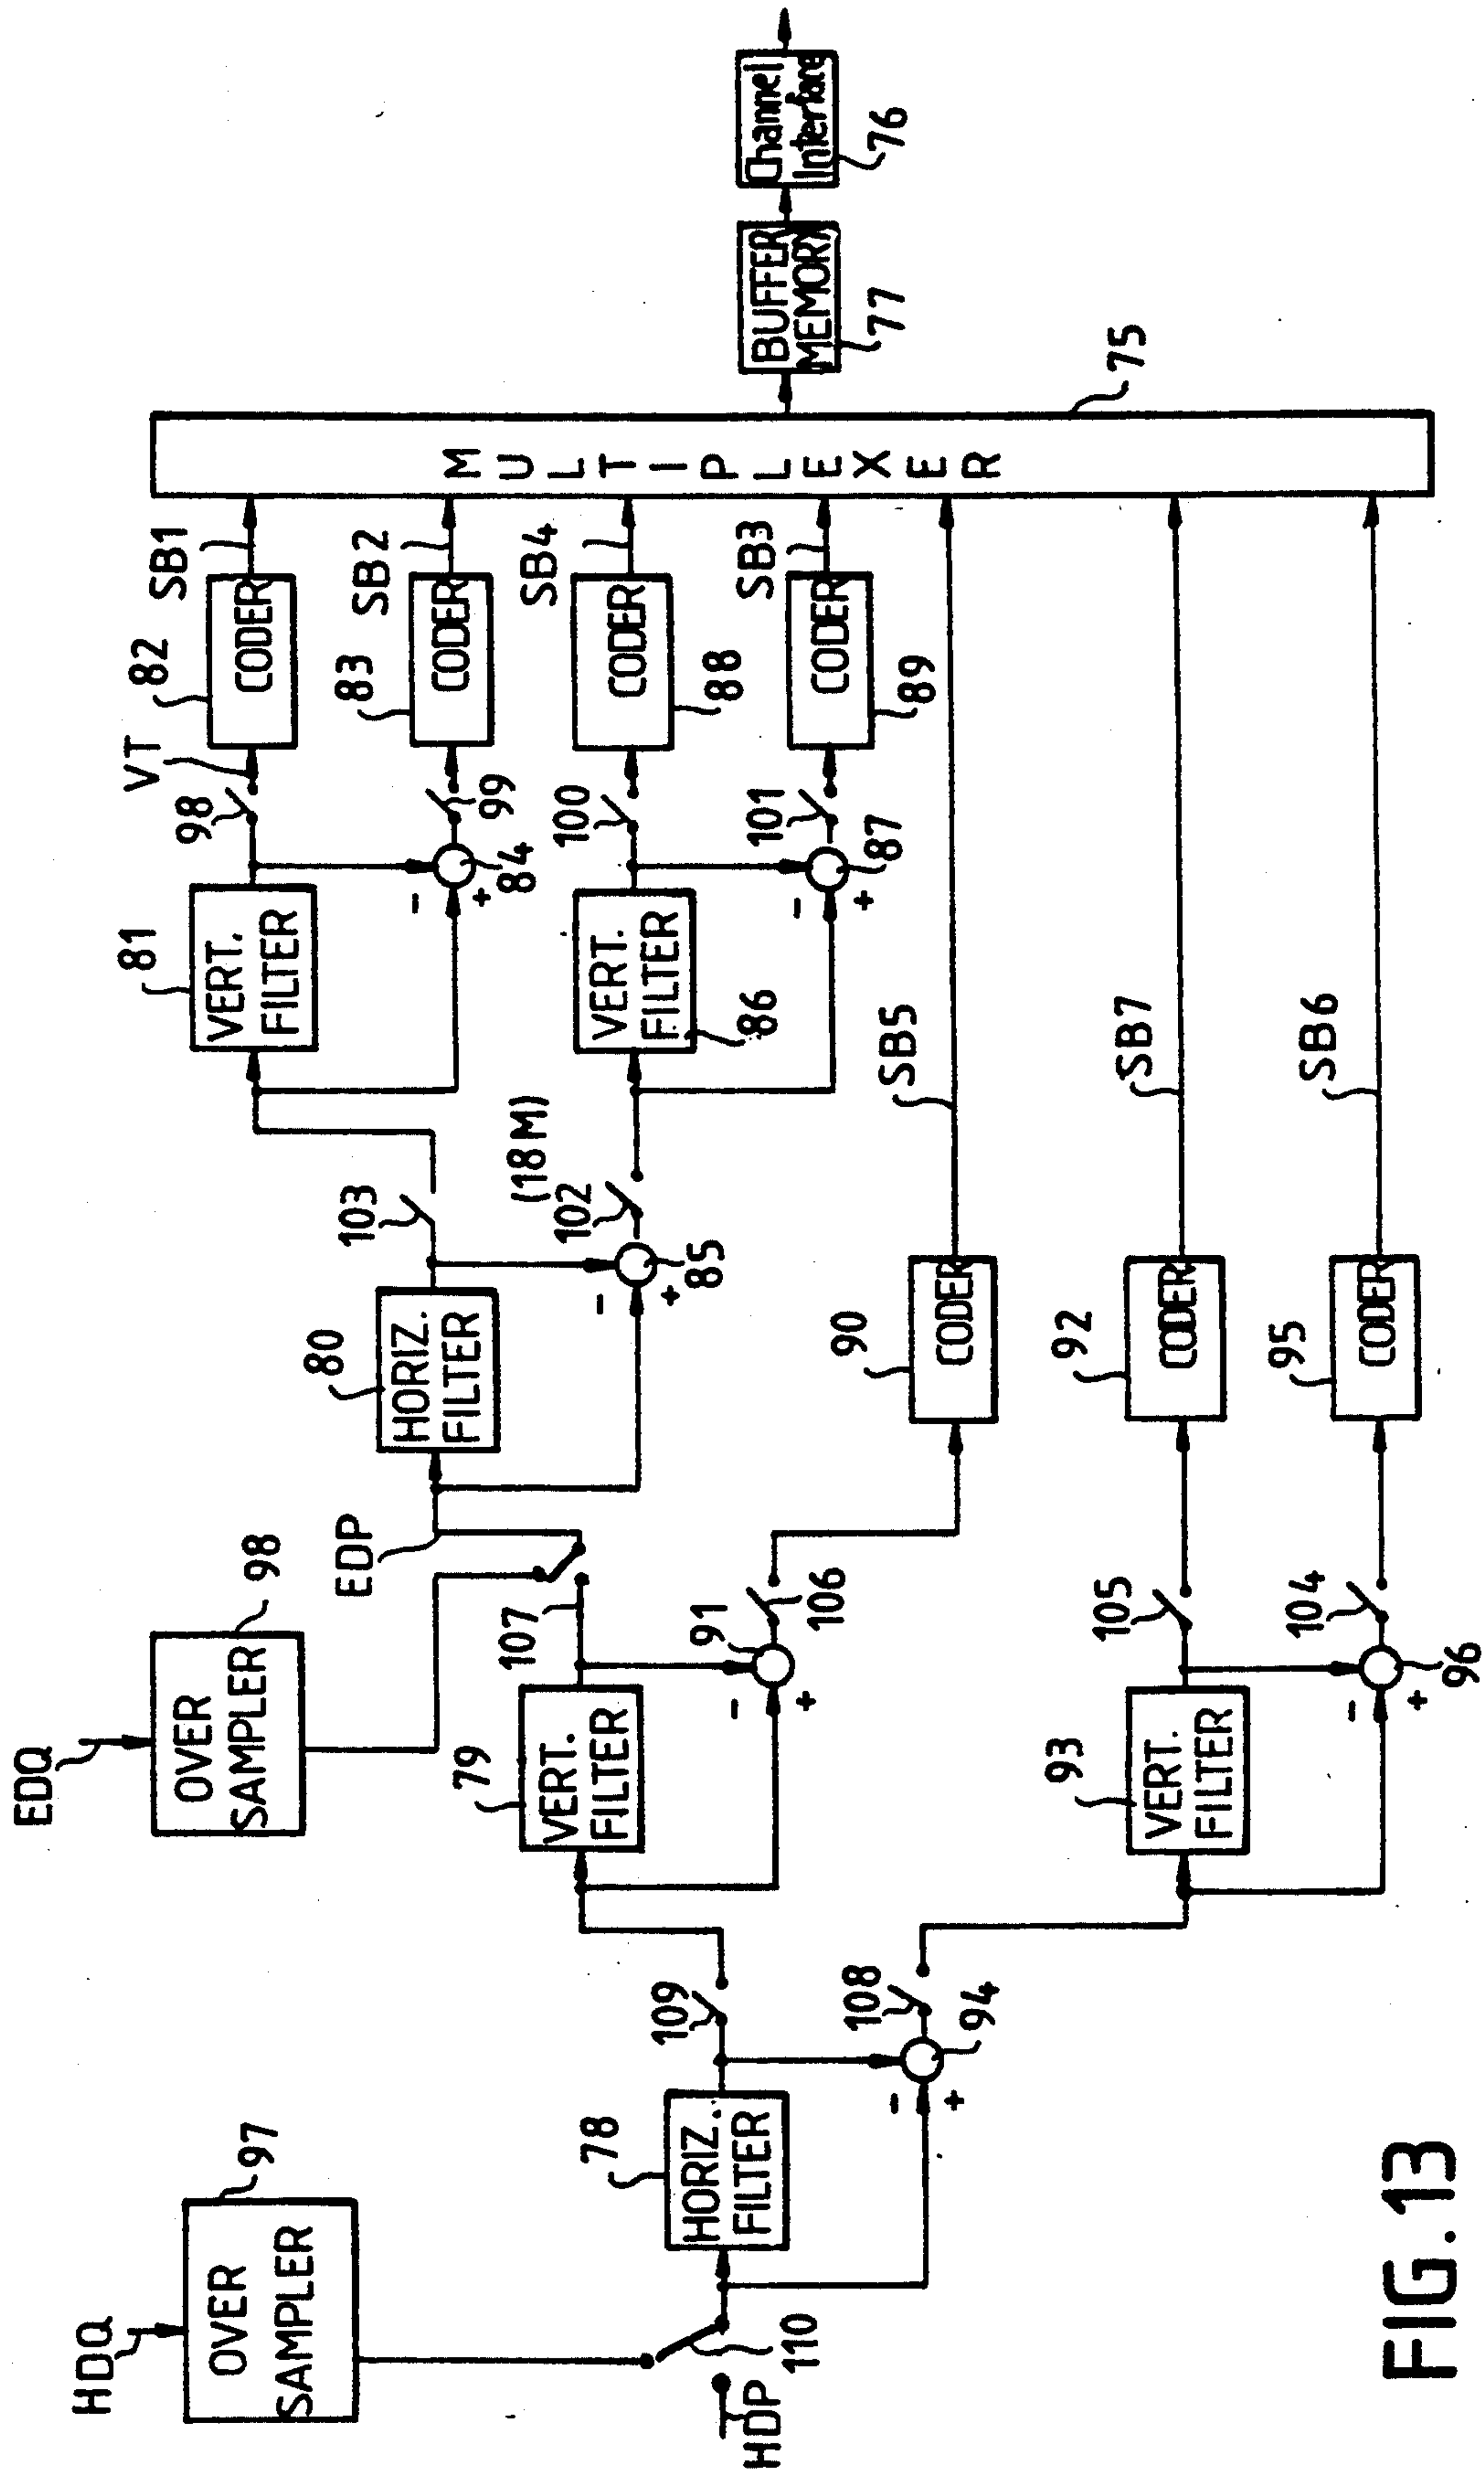 HDQ
OVER
SAMPLER
97
HDP
110
78
HORIZ.
FILTER
109
108
94
-
+
EDQ
OVER
SAMPLER
98
79
VERT.
FILTER
107
91
-
+
106
EDP
93
VERT.
FILTER
105
104
96
-
+
80
HORIZ.
FILTER
103
(18M)
102
85
-
+
90
CODER
92
CODER
95
CODER
SB5
SB7
SB6
81
VERT.
FILTER
98
VT
84
-
+
99
86
VERT.
FILTER
100
101
87
-
+
82
CODER
SB1
83
CODER
SB2
88
CODER
SB4
89
CODER
SB3
MULTIPLEXER
75
BUFFER
MEMORY
77
Channel
Interface
76
FIG.13